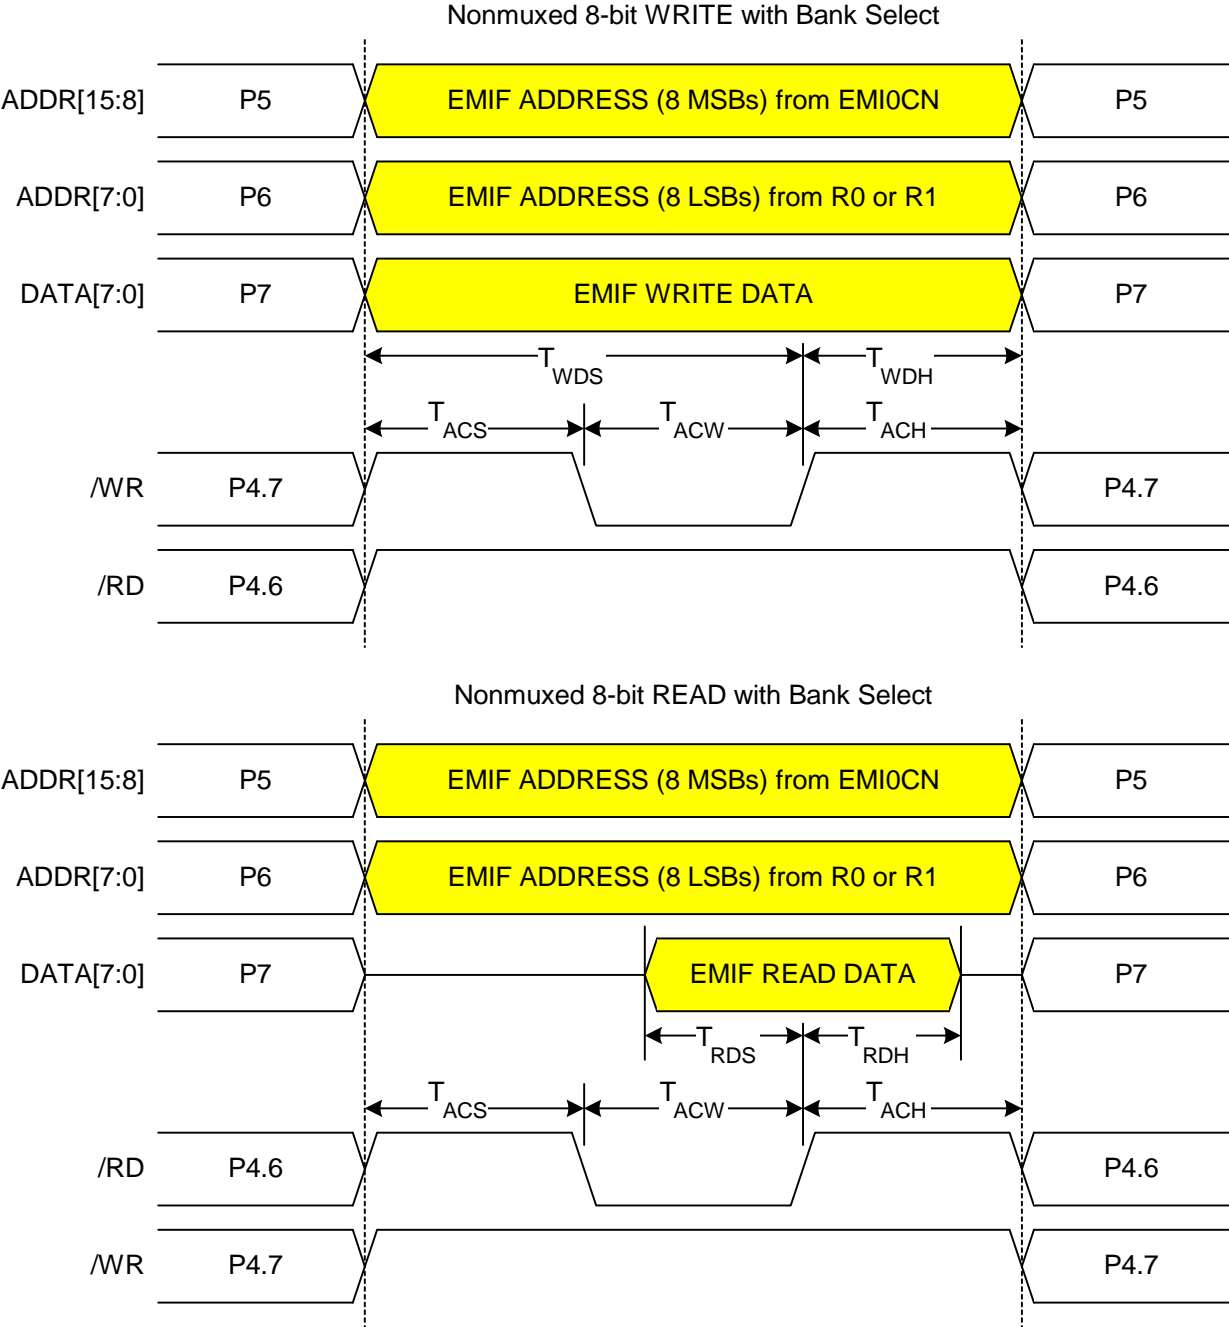 Nonmuxed 8-bit WRITE with Bank Select
ADDR[15:8] P5 EMIF ADDRESS (8 MSBs) from EMI0CN P5
ADDR[7:0] P6 EMIF ADDRESS (8 LSBs) from R0 or R1 P6
DATA[7:0] P7 EMIF WRITE DATA P7
TWDS TWDH
TACS TACW TACH
/WR P4.7 P4.7
/RD P4.6 P4.6
Nonmuxed 8-bit READ with Bank Select
ADDR[15:8] P5 EMIF ADDRESS (8 MSBs) from EMI0CN P5
ADDR[7:0] P6 EMIF ADDRESS (8 LSBs) from R0 or R1 P6
DATA[7:0] P7 EMIF READ DATA P7
TRDS TRDH
TACS TACW TACH
/RD P4.6 P4.6
/WR P4.7 P4.7